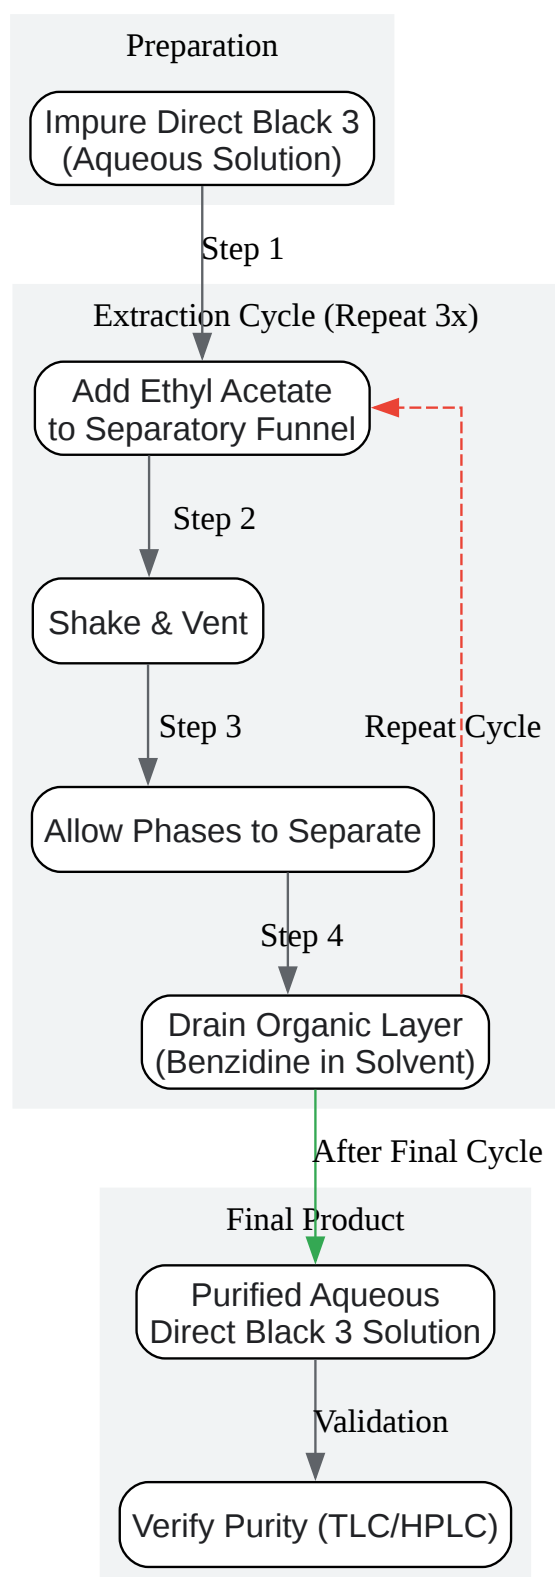 Preparation
Impure Direct Black 3
(Aqueous Solution)
Step 1
Extraction Cycle (Repeat 3x)
Add Ethyl Acetate
to Separatory Funnel
Step 2
Shake & Vent
Step 3
Repeat Cycle
Allow Phases to Separate
Step 4
Drain Organic Layer
(Benzidine in Solvent)
After Final Cycle
Final Product
Purified Aqueous
Direct Black 3 Solution
Validation
Verify Purity (TLC/HPLC)